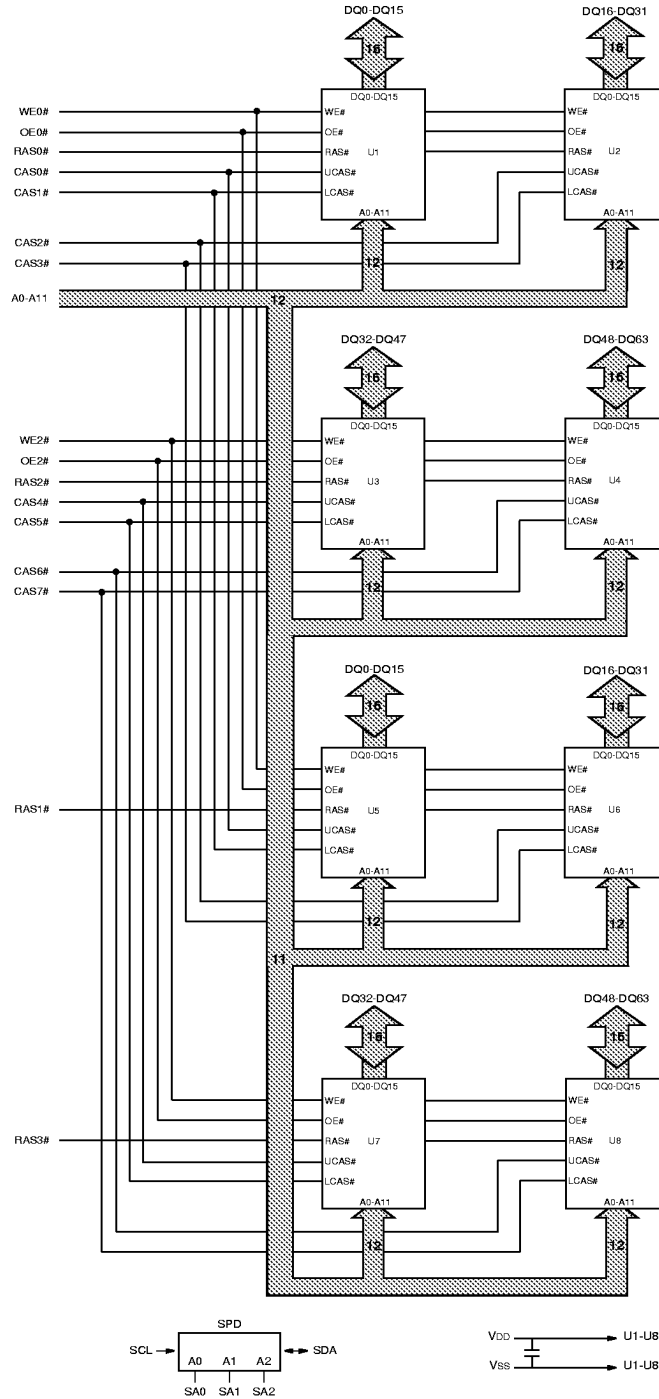 DQ0-DQ15 DQ16-DQ31
16 16
DQ0-DQ15 DQ0-DQ15
WE0# WE# WE#
OE0# OE# OE#
RAS0# RAS# U1 RAS# U2
CAS0# UCAS# UCAS#
CAS1# LCAS# LCAS#
A0-A11 A0-A11
CAS2#
CAS3# 12 12
A0-A11 12
DQ32-DQ47 DQ48-DQ63
16 16
DQ0-DQ15 DQ0-DQ15
WE2# WE# WE#
OE2# OE# OE#
RAS2# RAS# U3 RAS# U4
CAS4# UCAS# UCAS#
CAS5# LCAS# LCAS#
A0-A11 A0-A11
CAS6#
CAS7# 12 12
DQ0-DQ15 DQ16-DQ31
16 16
DQ0-DQ15 DQ0-DQ15
WE# WE#
OE# OE#
RAS1# RAS# U5 RAS# U6
UCAS# UCAS#
LCAS# LCAS#
A0-A11 A0-A11
12 12
11
DQ32-DQ47 DQ48-DQ63
16 16
DQ0-DQ15 DQ0-DQ15
WE# WE#
OE# OE#
RAS3# RAS# U7 RAS# U8
UCAS# UCAS#
LCAS# LCAS#
A0-A11 A0-A11
12 12
SPD
SCL SDA
A0 A1 A2
SA0 SA1 SA2
VDD U1-U8
VSS U1-U8